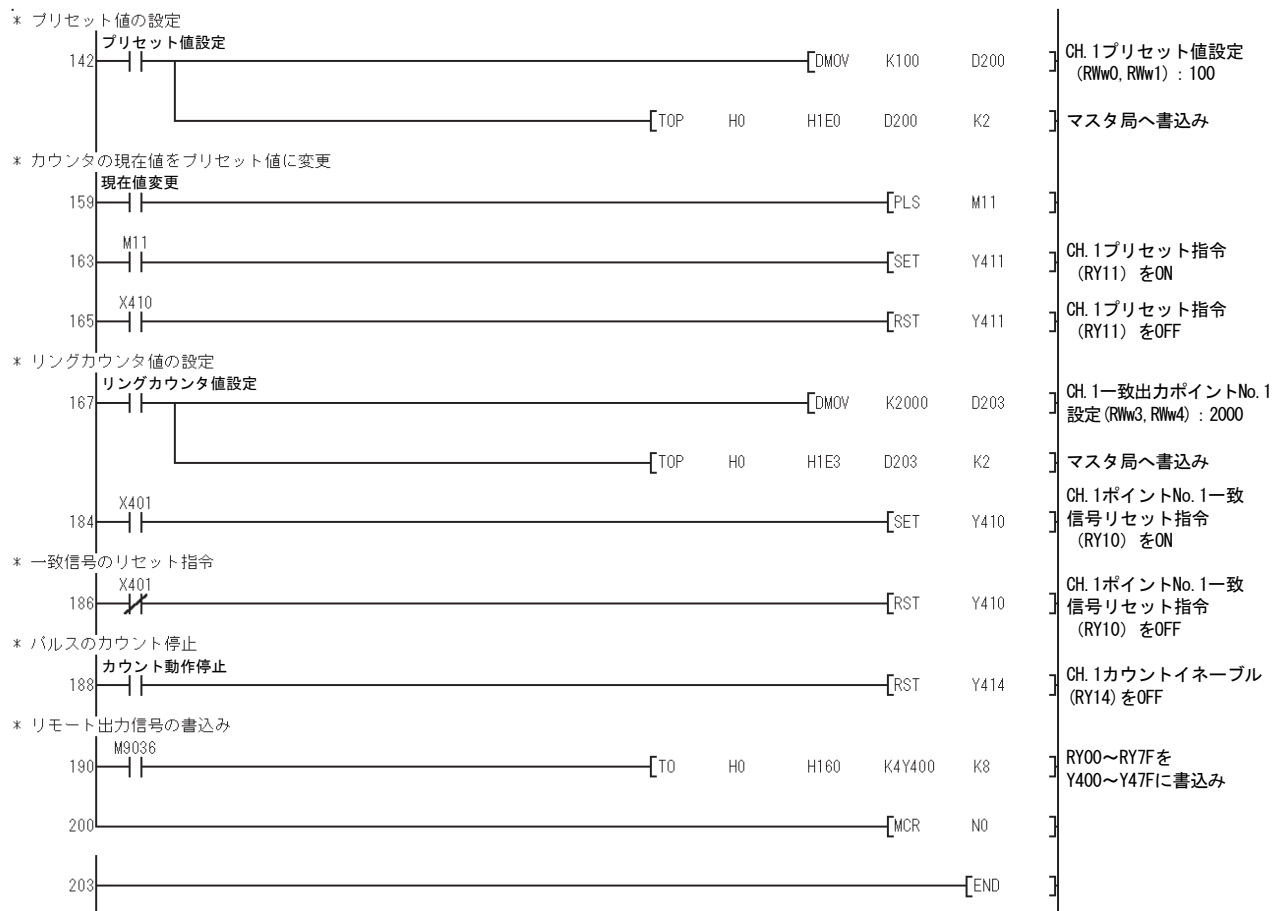 * プリセット値の設定
プリセット値設定
142 DMOV K100 D200 CH.1プリセット値設定
(RWw0,RWw1) : 100
TOP H0 H1E0 D200 K2 マスタ局へ書込み
* カウンタの現在値をプリセット値に変更
現在値変更
159 PLS M11
M11
163 SET Y411 CH.1プリセット指令
(RY11) をON
X410
165 RST Y411 CH.1プリセット指令
(RY11) をOFF
* リングカウンタ値の設定
リングカウンタ値設定
167 DMOV K2000 D203 CH.1一致出力ポイントNo.1
設定(RWw3,RWw4) : 2000
TOP H0 H1E3 D203 K2 マスタ局へ書込み
X401
184 SET Y410 CH.1ポイントNo.1一致
信号リセット指令
(RY10) をON
* 一致信号のリセット指令
X401
186 RST Y410 CH.1ポイントNo.1一致
信号リセット指令
(RY10) をOFF
* パルスのカウント停止
カウント動作停止
188 RST Y414 CH.1カウントイネーブル
(RY14)をOFF
* リモート出力信号の書込み
M9036
190 TO H0 H160 K4Y400 K8 RY00～RY7Fを
Y400～Y47Fに書込み
200 MCR N0
203 END